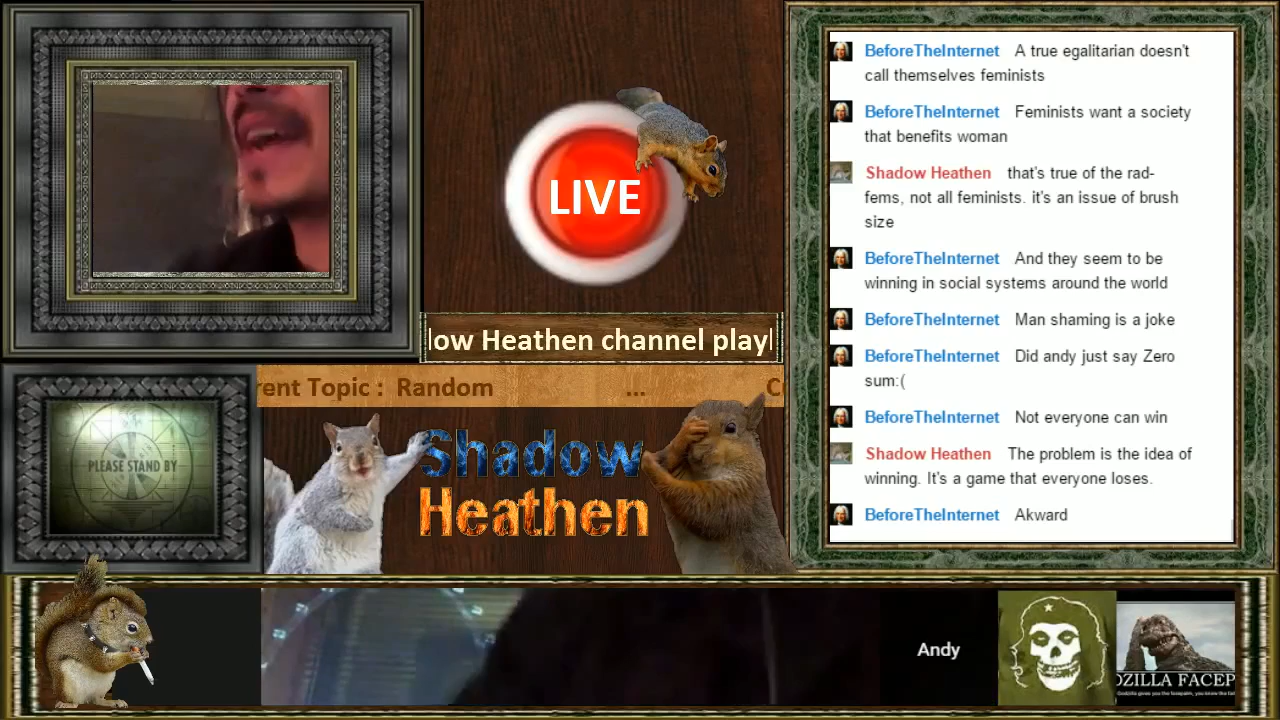 LIVE
low Heathen channel playl
rent Topic : Random ... C
PLEASE STAND BY
Shadow
Heathen
BeforeTheInternet A true egalitarian doesn't
call themselves feminists
BeforeTheInternet Feminists want a society
that benefits woman
Shadow Heathen that's true of the rad-
fems, not all feminists. it's an issue of brush
size
BeforeTheInternet And they seem to be
winning in social systems around the world
BeforeTheInternet Man shaming is a joke
BeforeTheInternet Did andy just say Zero
sum:(
BeforeTheInternet Not everyone can win
Shadow Heathen The problem is the idea of
winning. It's a game that everyone loses.
BeforeTheInternet Akward
Andy
OZILLA FACEP